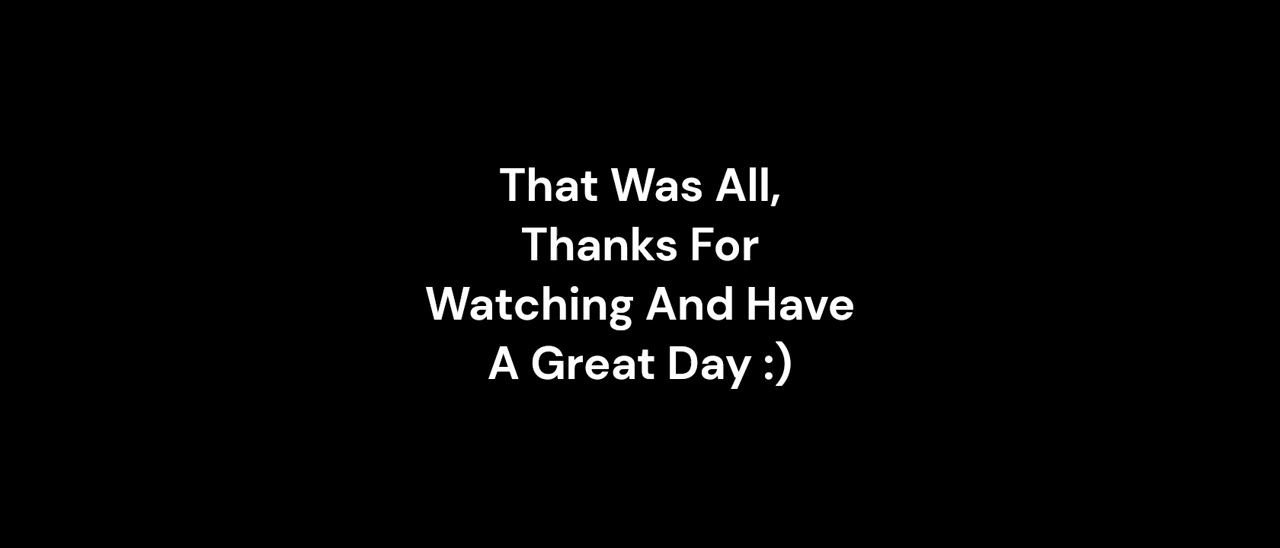 That Was All,
Thanks For
Watching And Have
A Great Day :)